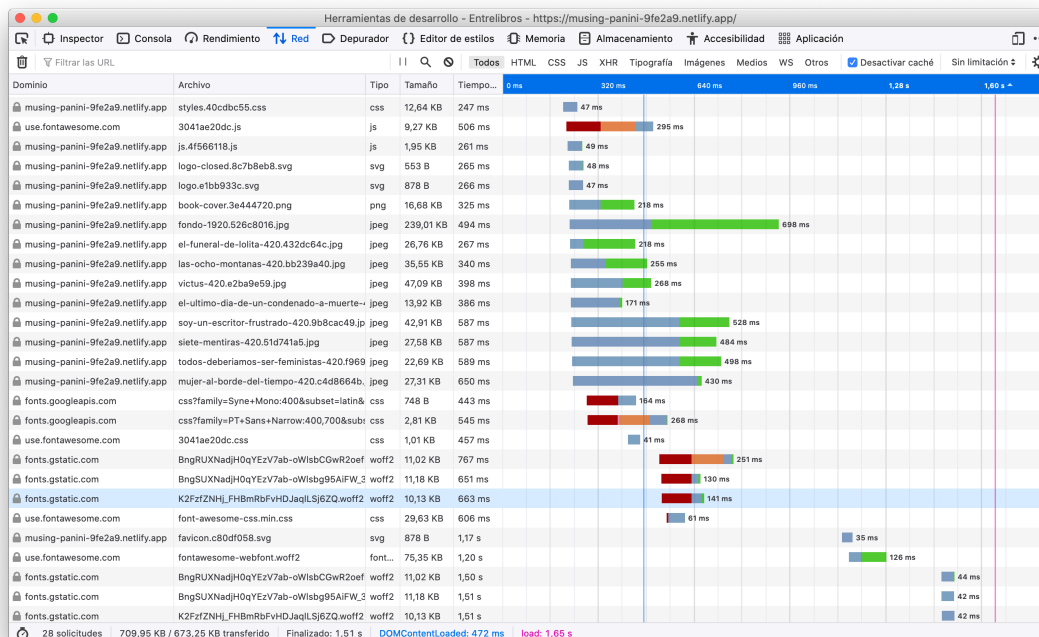 Herramientas de desarrollo - Entrelibros - https://musing-panini-9fe2a9.netlify.app/
Inspector Consola Rendimiento Red Depurador Editor de estilos Memoria Almacenamiento Accesibilidad Aplicación
Filtrar las URL Todos HTML CSS JS XHR Tipografía Imágenes Medios WS Otros Desactivar caché Sin limitación
Dominio Archivo Tipo Tamaño Tiempo... 0 ms 320 ms 640 ms 960 ms 1,28 s 1,60 s
musing-panini-9fe2a9.netlify.app styles.40cdbc55.css css 12,64 KB 247 ms 47 ms
use.fontawesome.com 3041ae20dc.js js 9,27 KB 506 ms 295 ms
musing-panini-9fe2a9.netlify.app js.4f566118.js js 1,95 KB 261 ms 49 ms
musing-panini-9fe2a9.netlify.app logo-closed.8c7b8eb8.svg svg 553 B 265 ms 48 ms
musing-panini-9fe2a9.netlify.app logo.e1bb933c.svg svg 878 B 266 ms 47 ms
musing-panini-9fe2a9.netlify.app book-cover.3e444720.png png 16,68 KB 325 ms 218 ms
musing-panini-9fe2a9.netlify.app fondo-1920.526c8016.jpg jpeg 239,01 KB 494 ms 698 ms
musing-panini-9fe2a9.netlify.app el-funeral-de-lolita-420.432dc64c.jpg jpeg 26,76 KB 267 ms 218 ms
musing-panini-9fe2a9.netlify.app las-ocho-montanas-420.bb239a40.jpg jpeg 35,55 KB 340 ms 255 ms
musing-panini-9fe2a9.netlify.app victus-420.e2ba9e59.jpg jpeg 47,09 KB 398 ms 268 ms
musing-panini-9fe2a9.netlify.app el-ultimo-dia-de-un-condenado-a-muerte- jpeg 13,92 KB 386 ms 171 ms
musing-panini-9fe2a9.netlify.app soy-un-escritor-frustrado-420.9b8cac49.jp jpeg 42,91 KB 587 ms 528 ms
musing-panini-9fe2a9.netlify.app siete-mentiras-420.51d741a5.jpg jpeg 27,58 KB 587 ms 484 ms
musing-panini-9fe2a9.netlify.app todos-deberiamos-ser-feministas-420.f969 jpeg 22,69 KB 589 ms 498 ms
musing-panini-9fe2a9.netlify.app mujer-al-borde-del-tiempo-420.c4d8664b. jpeg 27,31 KB 650 ms 430 ms
fonts.googleapis.com css?family=Syne+Mono:400&subset=latin& css 748 B 443 ms 164 ms
fonts.googleapis.com css?family=PT+Sans+Narrow:400,700&subs css 2,81 KB 545 ms 268 ms
use.fontawesome.com 3041ae20dc.css css 1,01 KB 457 ms 41 ms
fonts.gstatic.com BngRUXNadjH0qYEzV7ab-oWlsbCGwR2oef woff2 11,02 KB 767 ms 251 ms
fonts.gstatic.com BngSUXNadjH0qYEzV7ab-oWlsbg95AiFW_3 woff2 11,18 KB 651 ms 130 ms
fonts.gstatic.com K2FzfZNHj_FHBmRbFvHDJaqlLSj6ZQ.woff2 woff2 10,13 KB 663 ms 141 ms
use.fontawesome.com font-awesome-css.min.css css 29,63 KB 606 ms 61 ms
musing-panini-9fe2a9.netlify.app favicon.c80df058.svg svg 878 B 1,17 s 35 ms
use.fontawesome.com fontawesome-webfont.woff2 font... 75,35 KB 1,20 s 126 ms
fonts.gstatic.com BngRUXNadjH0qYEzV7ab-oWlsbCGwR2oef woff2 11,02 KB 1,50 s 44 ms
fonts.gstatic.com BngSUXNadjH0qYEzV7ab-oWlsbg95AiFW_3 woff2 11,18 KB 1,51 s 42 ms
fonts.gstatic.com K2FzfZNHj_FHBmRbFvHDJaqlLSj6ZQ.woff2 woff2 10,13 KB 1,51 s 42 ms
28 solicitudes 709,95 KB / 673,25 KB transferido Finalizado: 1,51 s DOMContentLoaded: 472 ms load: 1,65 s